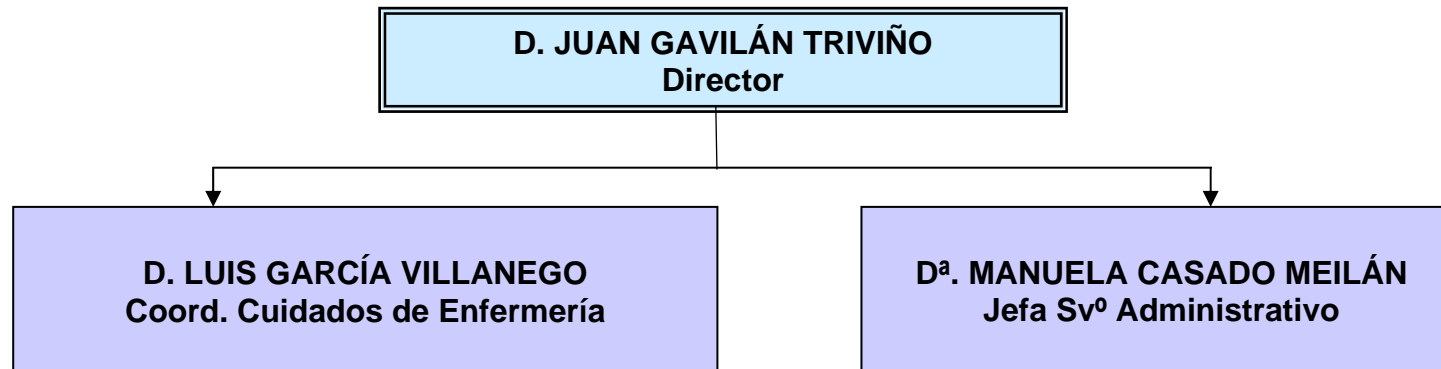 D. JUAN GAVILÁN TRIVIÑO
Director
D. LUIS GARCÍA VILLANEGO
Coord. Cuidados de Enfermería
Dª. MANUELA CASADO MEILÁN
Jefa Svº Administrativo